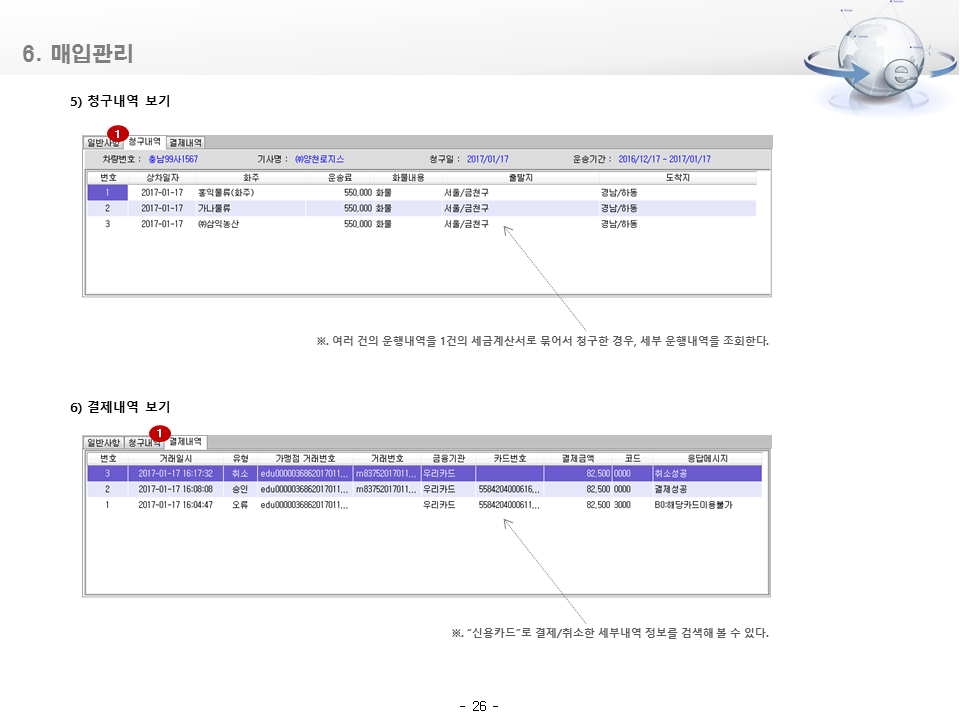 6. 매입관리
5) 청구내역 보기
1
일반사항 청구내역 결제내역
차량번호 : 충남99사1567 기사명 : ㈜양천로지스 청구일 : 2017/01/17 운송기간 : 2016/12/17 - 2017/01/17
번호 상차일자 화주 운송료 화물내용 출발지 도착지
1 2017-01-17 홍익물류(화주) 550,000 화물 서울/금천구 경남/하동
2 2017-01-17 가나물류 550,000 화물 서울/금천구 경남/하동
3 2017-01-17 ㈜삼익농산 550,000 화물 서울/금천구 경남/하동
※. 여러 건의 운행내역을 1건의 세금계산서로 묶어서 청구한 경우, 세부 운행내역을 조회한다.
6) 결제내역 보기
1
일반사항 청구내역 결제내역
번호 거래일시 유형 가맹점 거래번호 거래번호 금융기관 카드번호 결제금액 코드 응답메시지
3 2017-01-17 16:17:32 취소 edu0000036862017011... m83752017011... 우리카드 82,500 0000 취소성공
2 2017-01-17 16:08:08 승인 edu0000036862017011... m83752017011... 우리카드 5584204000616... 82,500 0000 결제성공
1 2017-01-17 16:04:47 오류 edu0000036862017011... 우리카드 5584204000611... 82,500 3000 BG해당카드이용불가
※. “신용카드”로 결제/취소한 세부내역 정보를 검색해 볼 수 있다.
- 26 -